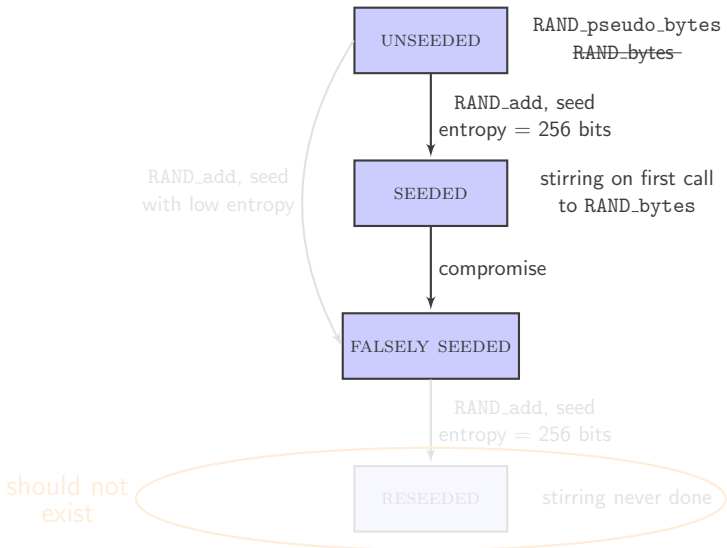 UNSEEDED
RAND_pseudo_bytes
RAND_bytes
RAND_add, seed
entropy = 256 bits
RAND_add, seed
with low entropy
SEEDED
stirring on first call
to RAND_bytes
compromise
FALSELY SEEDED
RAND_add, seed
entropy = 256 bits
should not
exist
RESEEDED
stirring never done